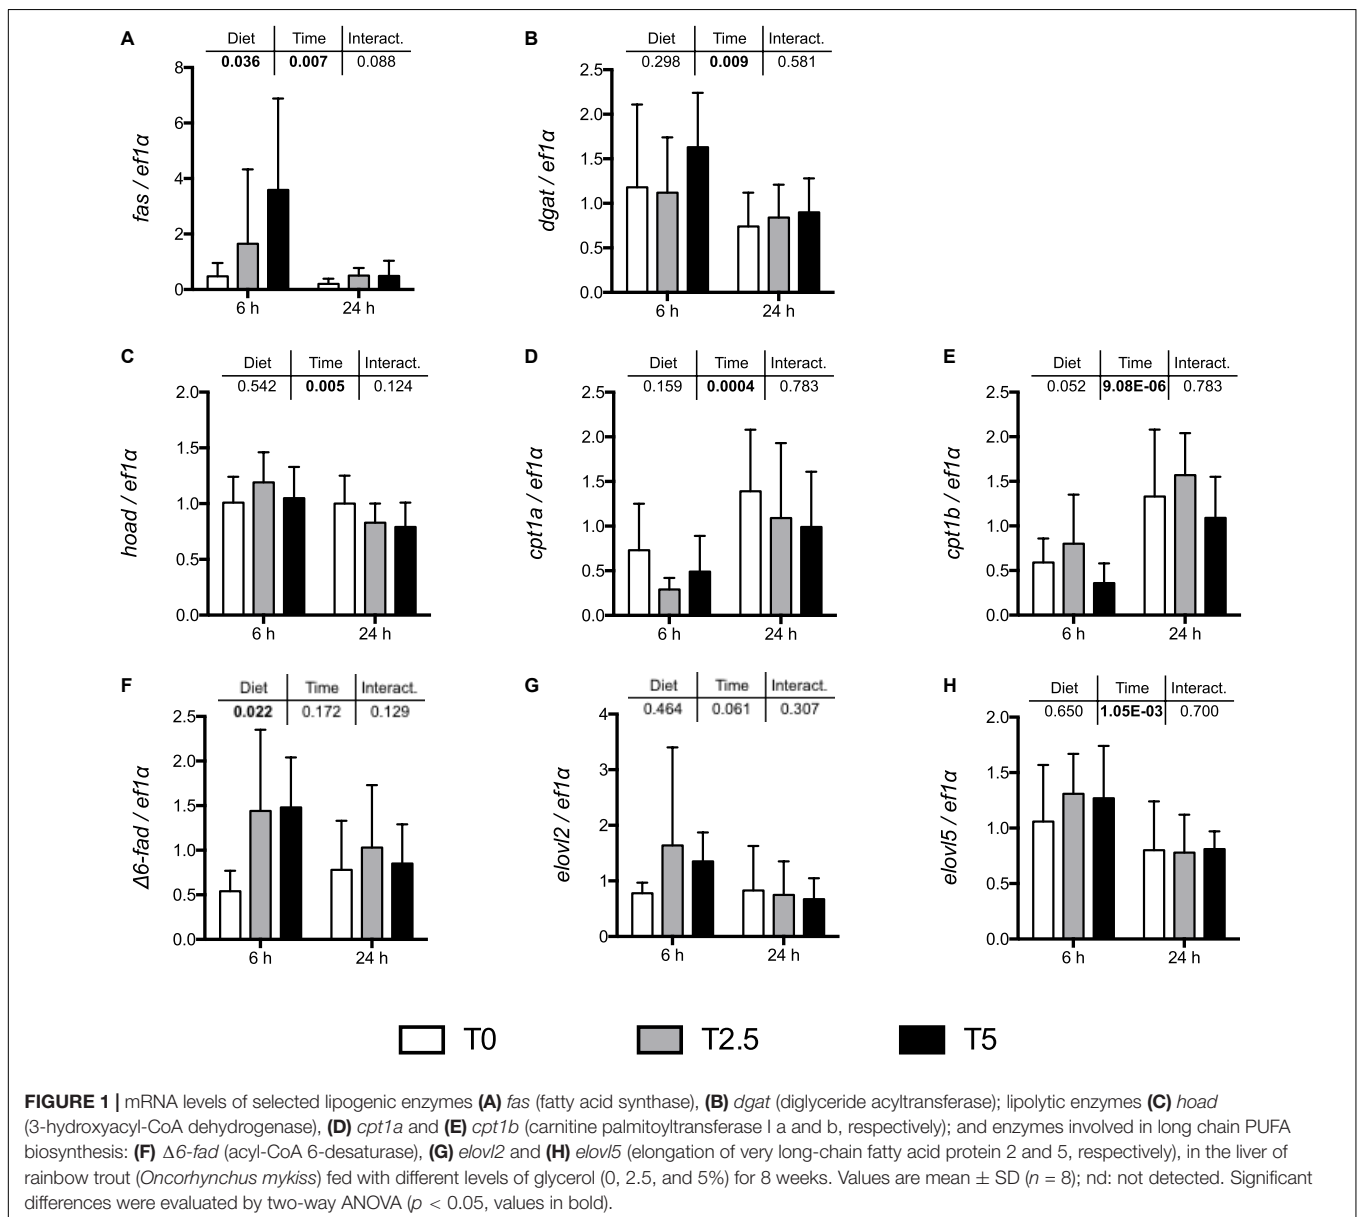 A
Diet Time Interact.
0.036 0.007 0.088
fas / ef1α
8
6
4
2
0
6 h 24 h
B
Diet Time Interact.
0.298 0.009 0.581
dgat / ef1α
2.5
2.0
1.5
1.0
0.5
0.0
6 h 24 h
C
Diet Time Interact.
0.542 0.005 0.124
hoad / ef1α
2.0
1.5
1.0
0.5
0.0
6 h 24 h
D
Diet Time Interact.
0.159 0.0004 0.783
cpt1a / ef1α
2.5
2.0
1.5
1.0
0.5
0.0
6 h 24 h
E
Diet Time Interact.
0.052 9.08E-06 0.783
cpt1b / ef1α
2.5
2.0
1.5
1.0
0.5
0.0
6 h 24 h
F
Diet Time Interact.
0.022 0.172 0.129
Δ6-fad / ef1α
2.5
2.0
1.5
1.0
0.5
0.0
6 h 24 h
G
Diet Time Interact.
0.464 0.061 0.307
elovl2 / ef1α
4
3
2
1
0
6 h 24 h
H
Diet Time Interact.
0.650 1.05E-03 0.700
elovl5 / ef1α
2.0
1.5
1.0
0.5
0.0
6 h 24 h
T0 T2.5 T5
FIGURE 1 | mRNA levels of selected lipogenic enzymes (A) fas (fatty acid synthase), (B) dgat (diglyceride acyltransferase); lipolytic enzymes (C) hoad
(3-hydroxyacyl-CoA dehydrogenase), (D) cpt1a and (E) cpt1b (carnitine palmitoyltransferase I a and b, respectively); and enzymes involved in long chain PUFA
biosynthesis: (F) Δ6-fad (acyl-CoA 6-desaturase), (G) elovl2 and (H) elovl5 (elongation of very long-chain fatty acid protein 2 and 5, respectively), in the liver of
rainbow trout (Oncorhynchus mykiss) fed with different levels of glycerol (0, 2.5, and 5%) for 8 weeks. Values are mean ± SD (n = 8); nd: not detected. Significant
differences were evaluated by two-way ANOVA (p < 0.05, values in bold).